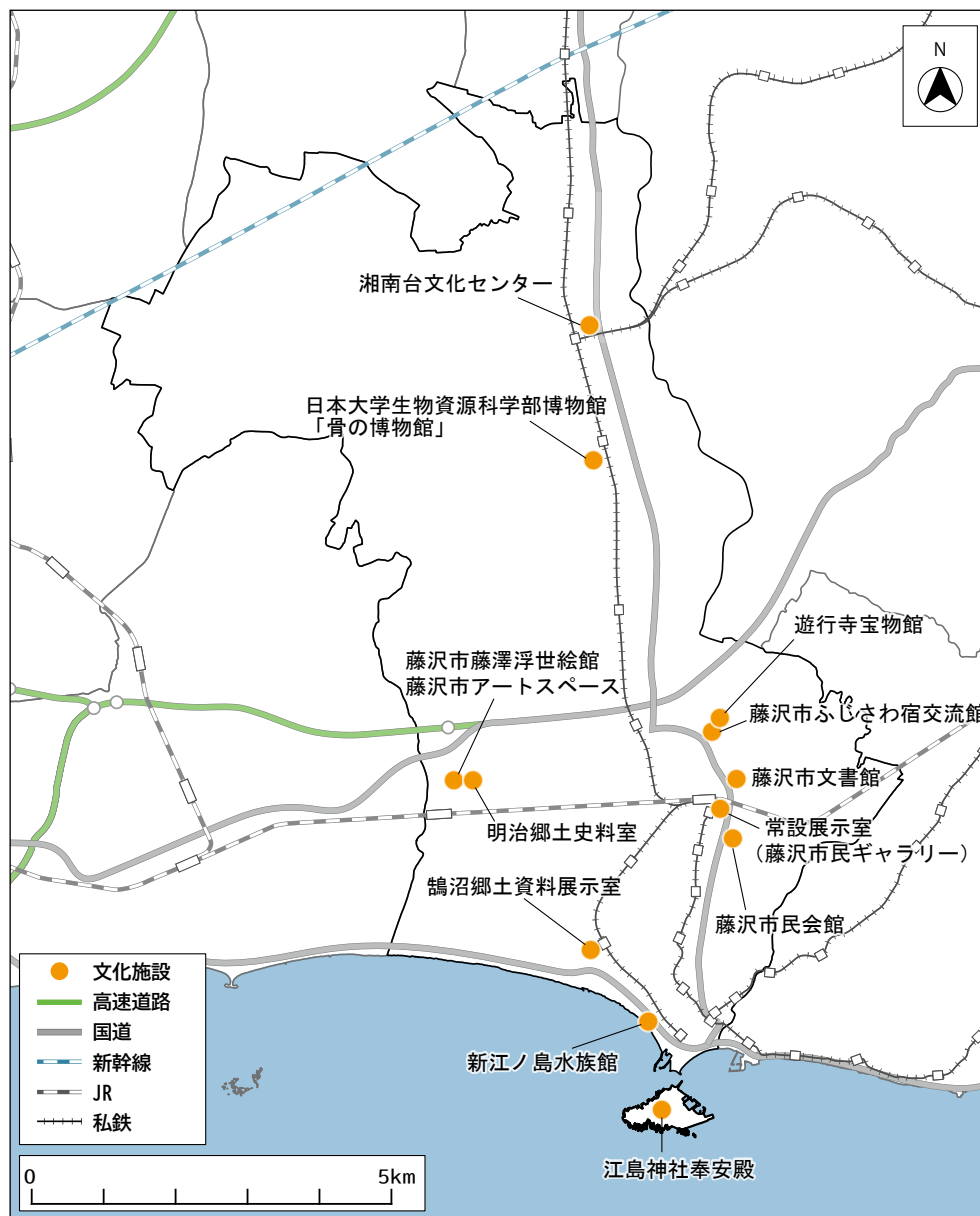 N
湘南台文化センター
日本大学生物資源科学部博物館
「骨の博物館」
遊行寺宝物館
藤沢市藤澤浮世絵館
藤沢市アートスペース
藤沢市ふじさわ宿交流館
藤沢市文書館
明治郷土史料室
常設展示室
（藤沢市民ギャラリー）
鵠沼郷土資料展示室
藤沢市民会館
新江ノ島水族館
江島神社奉安殿
文化施設
高速道路
国道
新幹線
JR
私鉄
0 5km